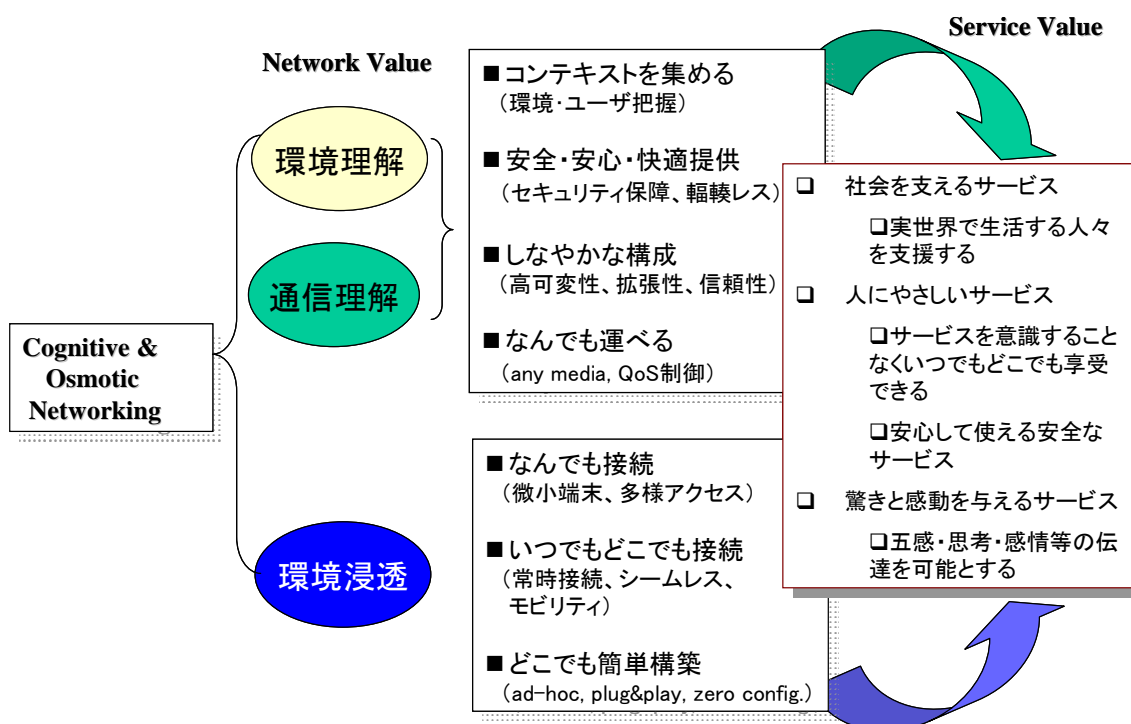 Service Value
Network Value
■コンテキストを集める
（環境・ユーザ把握）
■安全・安心・快適提供
（セキュリティ保障、輻輳レス）
■しなやかな構成
（高可変性、拡張性、信頼性）
■なんでも運べる
（any media, QoS制御）
環境理解
通信理解
Cognitive &
Osmotic
Networking
環境浸透
■なんでも接続
（微小端末、多様アクセス）
■いつでもどこでも接続
（常時接続、シームレス、
モビリティ）
■どこでも簡単構築
（ad-hoc, plug&play, zero config.）
❑ 社会を支えるサービス
❑実世界で生活する人々
を支援する
❑ 人にやさしいサービス
❑サービスを意識すること
なくいつでもどこでも享受
できる
❑安心して使える安全な
サービス
❑ 驚きと感動を与えるサービス
❑五感・思考・感情等の伝
達を可能とする